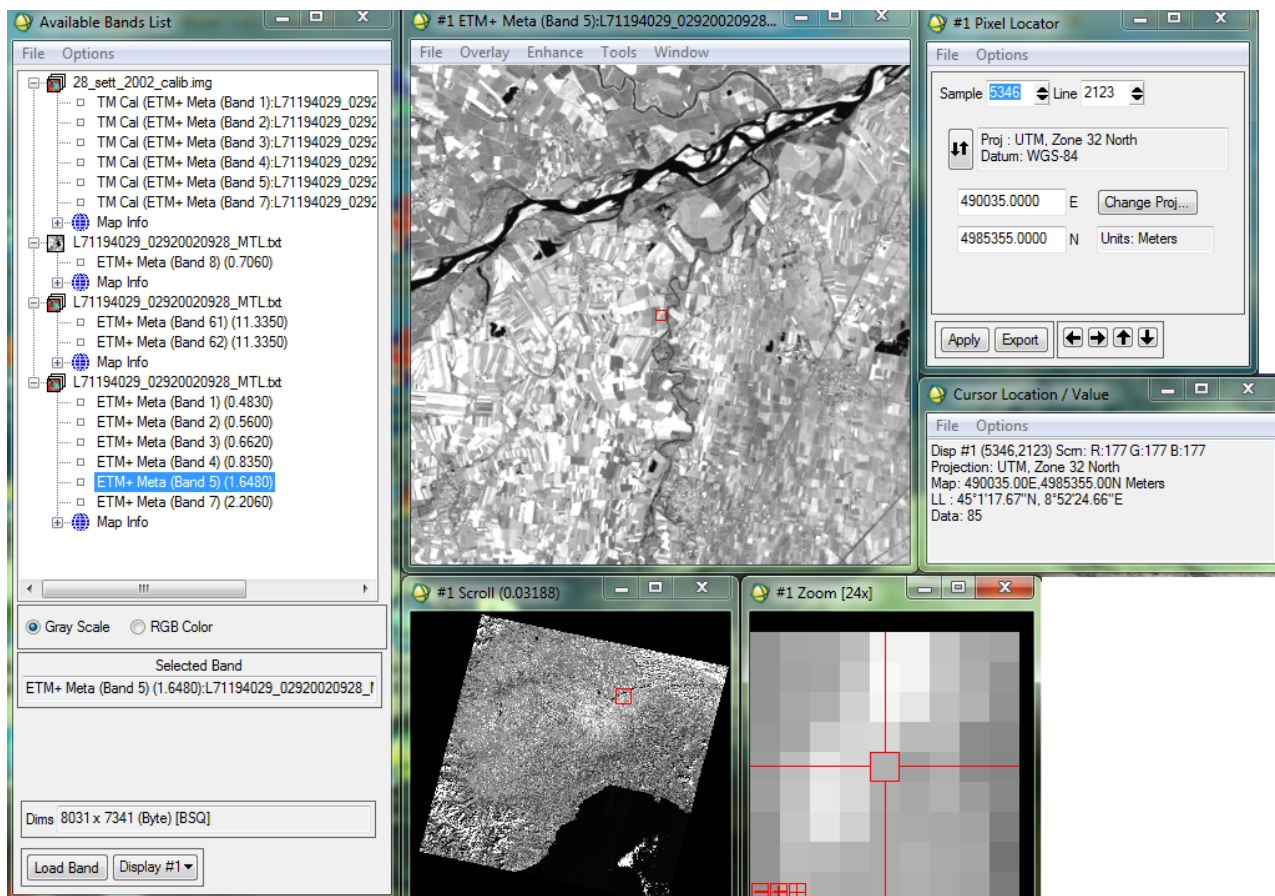 Available Bands List
File Options
28_sett_2002_calib.img
TM Cal (ETM+ Meta (Band 1):L71194029_0292
TM Cal (ETM+ Meta (Band 2):L71194029_0292
TM Cal (ETM+ Meta (Band 3):L71194029_0292
TM Cal (ETM+ Meta (Band 4):L71194029_0292
TM Cal (ETM+ Meta (Band 5):L71194029_0292
TM Cal (ETM+ Meta (Band 7):L71194029_0292
Map Info
L71194029_02920020928_MTL.txt
ETM+ Meta (Band 8) (0.7060)
Map Info
L71194029_02920020928_MTL.txt
ETM+ Meta (Band 61) (11.3350)
ETM+ Meta (Band 62) (11.3350)
Map Info
L71194029_02920020928_MTL.txt
ETM+ Meta (Band 1) (0.4830)
ETM+ Meta (Band 2) (0.5600)
ETM+ Meta (Band 3) (0.6620)
ETM+ Meta (Band 4) (0.8350)
ETM+ Meta (Band 5) (1.6480)
ETM+ Meta (Band 7) (2.2060)
Map Info
Gray Scale RGB Color
Selected Band
ETM+ Meta (Band 5) (1.6480):L71194029_02920020928_M
Dims 8031 x 7341 (Byte) [BSQ]
Load Band Display #1
#1 ETM+ Meta (Band 5):L71194029_02920020928...
File Overlay Enhance Tools Window
#1 Scroll (0.03188)
#1 Zoom [24x]
#1 Pixel Locator
File Options
Sample 5346 Line 2123
Proj : UTM, Zone 32 North
Datum: WGS-84
490035.0000 E Change Proj...
4985355.0000 N Units: Meters
Apply Export
Cursor Location / Value
File Options
Disp #1 (5346,2123) Scrn: R:177 G:177 B:177
Projection: UTM, Zone 32 North
Map: 490035.00E,4985355.00N Meters
LL : 45°1'17.67"N, 8°52'24.66"E
Data: 85